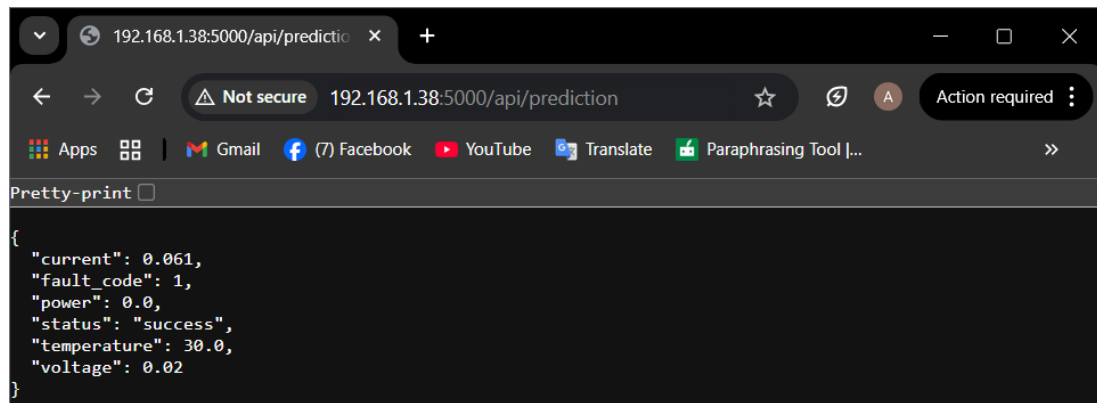 192.168.1.38:5000/api/predictio
Not secure 192.168.1.38:5000/api/prediction A Action required
Apps Gmail (7) Facebook YouTube Translate Paraphrasing Tool |...
Pretty-print
{
"current": 0.061,
"fault_code": 1,
"power": 0.0,
"status": "success",
"temperature": 30.0,
"voltage": 0.02
}